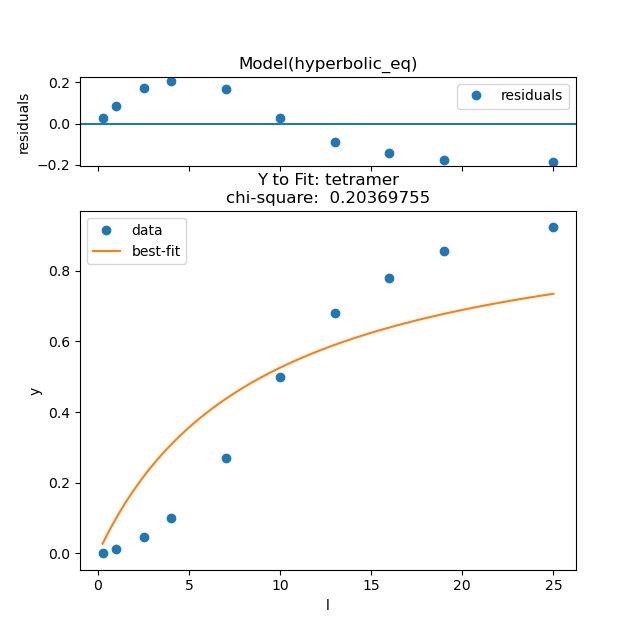 Model(hyperbolic_eq)
residuals
0.2
0.0
−0.2
residuals
Y to Fit: tetramer
chi-square:  0.20369755
data
best-fit
y
0.8
0.6
0.4
0.2
0.0
0
5
10
15
20
25
l